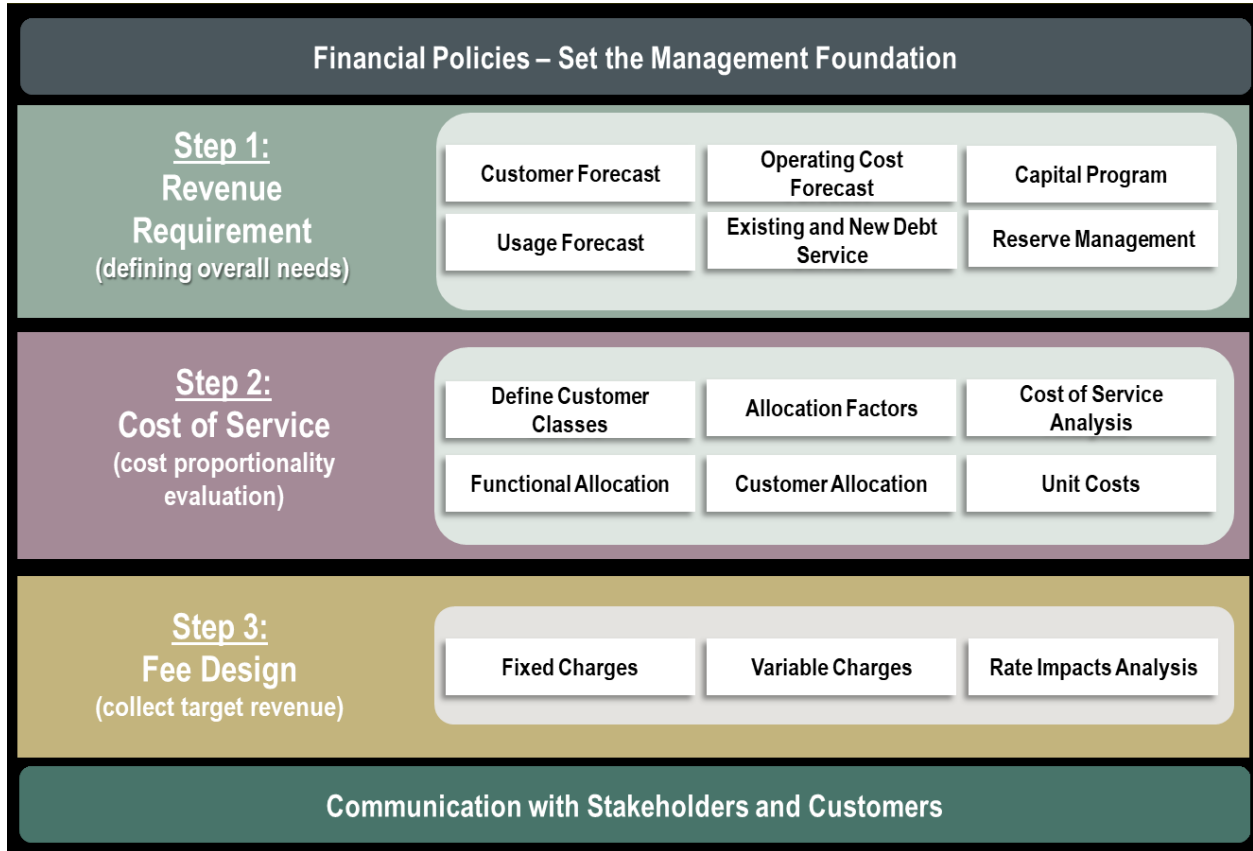 Financial Policies – Set the Management Foundation
Step 1:
Revenue
Requirement
(defining overall needs)
Customer Forecast
Operating Cost
Forecast
Capital Program
Usage Forecast
Existing and New Debt
Service
Reserve Management
Step 2:
Cost of Service
(cost proportionality
evaluation)
Define Customer
Classes
Allocation Factors
Cost of Service
Analysis
Functional Allocation
Customer Allocation
Unit Costs
Step 3:
Fee Design
(collect target revenue)
Fixed Charges
Variable Charges
Rate Impacts Analysis
Communication with Stakeholders and Customers